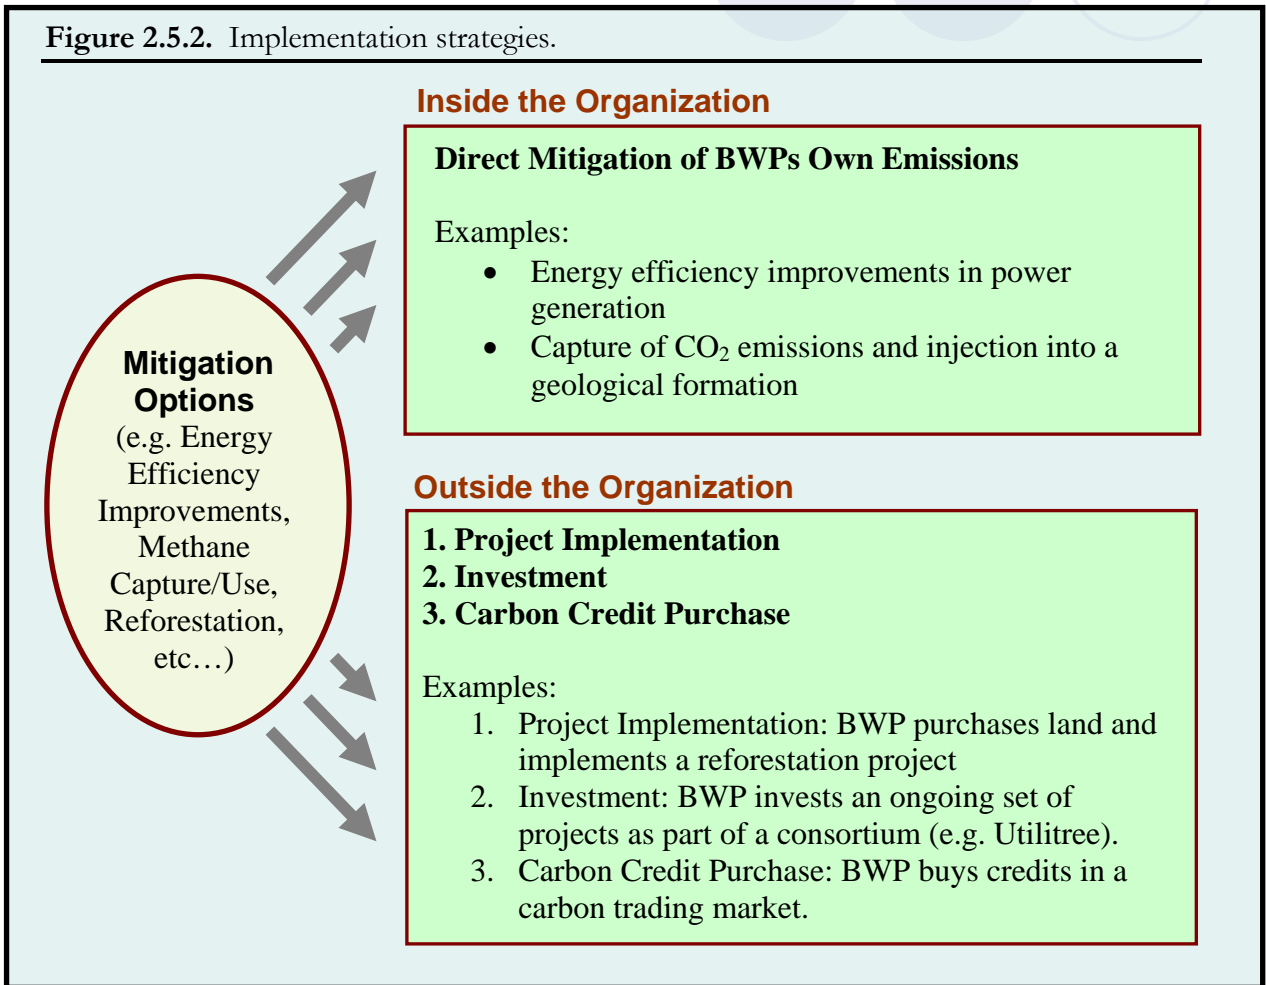 Figure 2.5.2. Implementation strategies.
Inside the Organization
Direct Mitigation of BWPs Own Emissions
Examples:
• Energy efficiency improvements in power
generation
• Capture of CO₂ emissions and injection into a
geological formation
Mitigation
Options
(e.g. Energy
Efficiency
Improvements,
Methane
Capture/Use,
Reforestation,
etc…)
Outside the Organization
1. Project Implementation
2. Investment
3. Carbon Credit Purchase
Examples:
1. Project Implementation: BWP purchases land and
implements a reforestation project
2. Investment: BWP invests an ongoing set of
projects as part of a consortium (e.g. Utilitree).
3. Carbon Credit Purchase: BWP buys credits in a
carbon trading market.